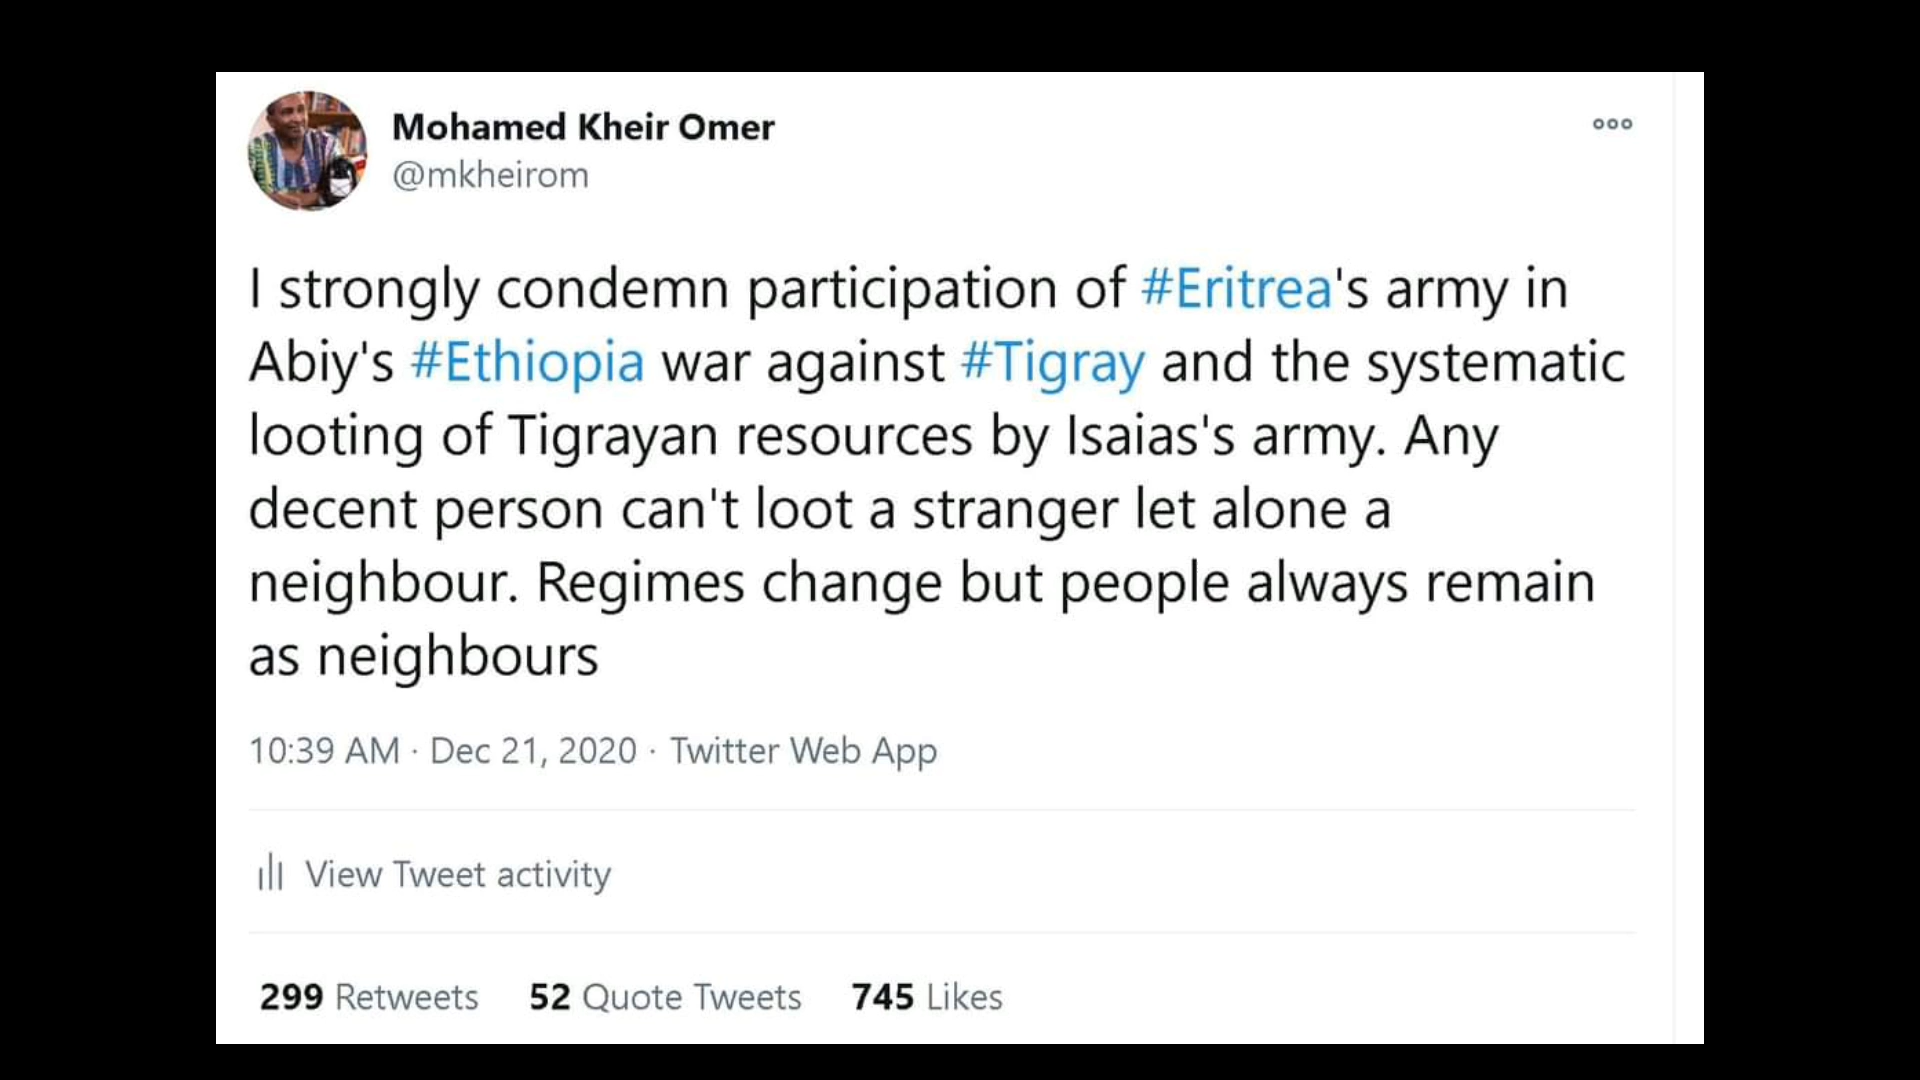 Mohamed Kheir Omer
@mkheirom
I strongly condemn participation of #Eritrea's army in
Abiy's #Ethiopia war against #Tigray and the systematic
looting of Tigrayan resources by Isaias's army. Any
decent person can't loot a stranger let alone a
neighbour. Regimes change but people always remain
as neighbours
10:39 AM · Dec 21, 2020 · Twitter Web App
View Tweet activity
299 Retweets 52 Quote Tweets 745 Likes